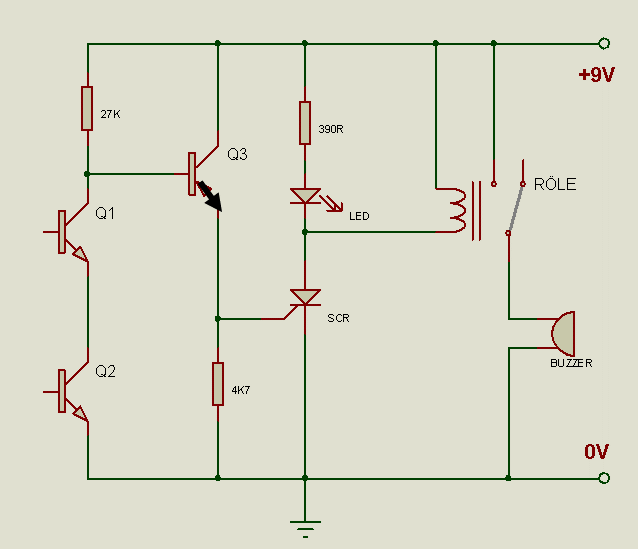 +9V
27K
390R
Q3
RÖLE
Q1
LED
SCR
BUZZER
Q2
4K7
0V